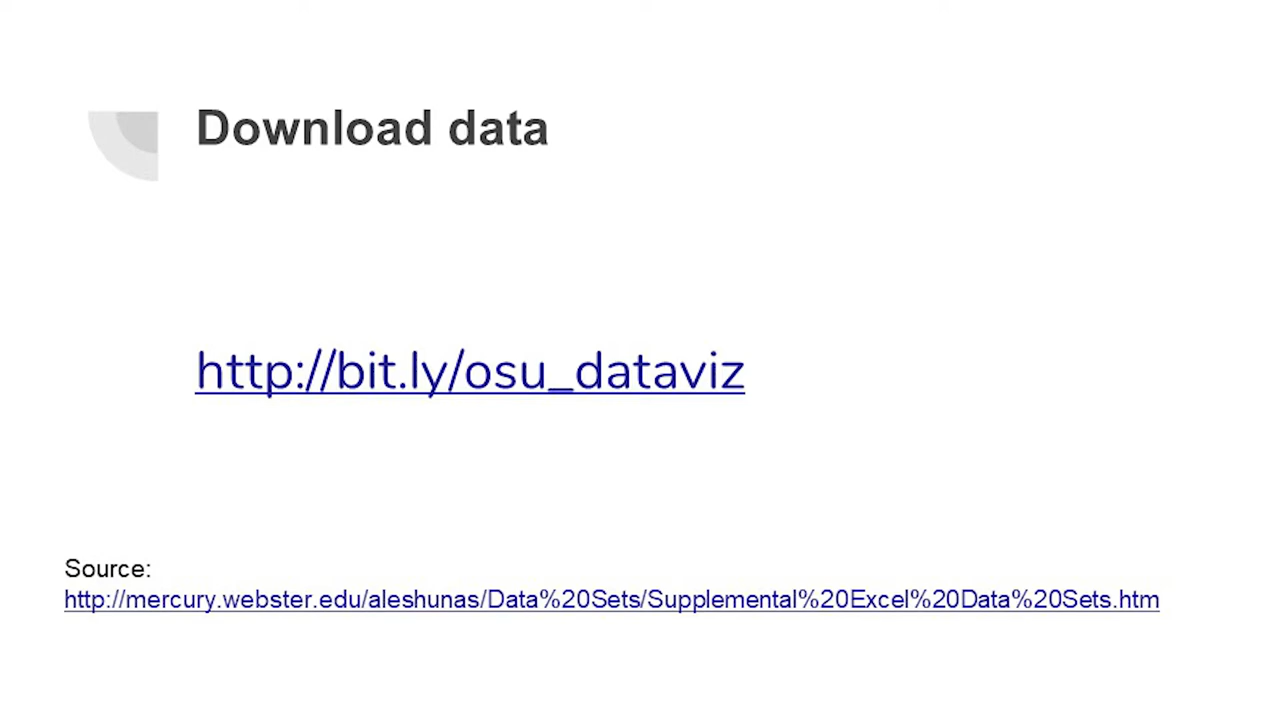 Download data
http://bit.ly/osu_dataviz
Source:
http://mercury.webster.edu/aleshunas/Data%20Sets/Supplemental%20Excel%20Data%20Sets.htm